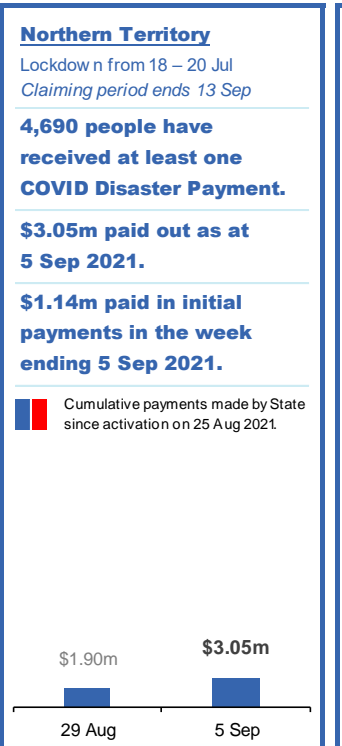 Northern Territory
Lockdown from 18 – 20 Jul
Claiming period ends 13 Sep
4,690 people have
received at least one
COVID Disaster Payment.
$3.05m paid out as at
5 Sep 2021.
$1.14m paid in initial
payments in the week
ending 5 Sep 2021.
Cumulative payments made by State
since activation on 25 Aug 2021.
$1.90m
$3.05m
29 Aug
5 Sep